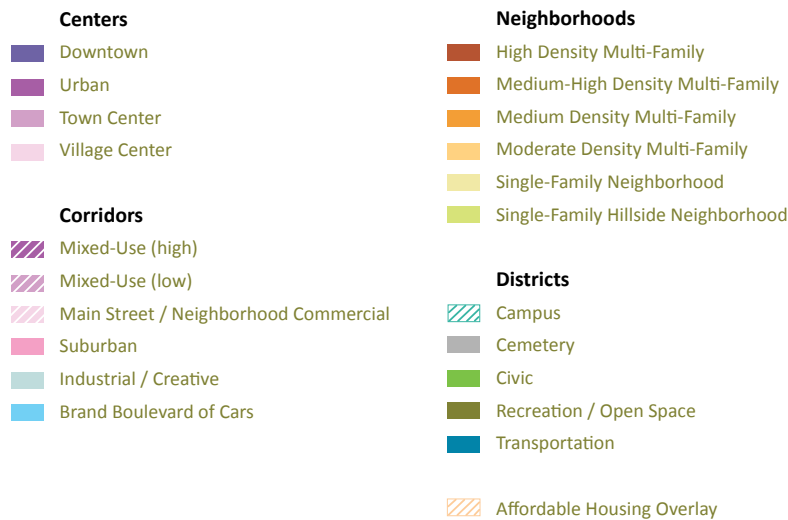 Centers
Downtown
Urban
Town Center
Village Center
Corridors
Mixed-Use (high)
Mixed-Use (low)
Main Street / Neighborhood Commercial
Suburban
Industrial / Creative
Brand Boulevard of Cars
Neighborhoods
High Density Multi-Family
Medium-High Density Multi-Family
Medium Density Multi-Family
Moderate Density Multi-Family
Single-Family Neighborhood
Single-Family Hillside Neighborhood
Districts
Campus
Cemetery
Civic
Recreation / Open Space
Transportation
Affordable Housing Overlay